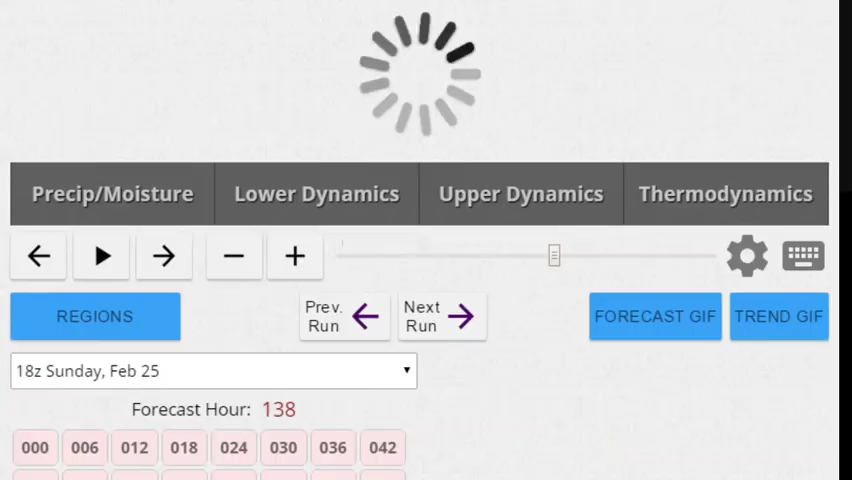 Precip/Moisture Lower Dynamics Upper Dynamics Thermodynamics
REGIONS
Prev.
Run
Next
Run
FORECAST GIF TREND GIF
18z Sunday, Feb 25
Forecast Hour: 138
000 006 012 018 024 030 036 042